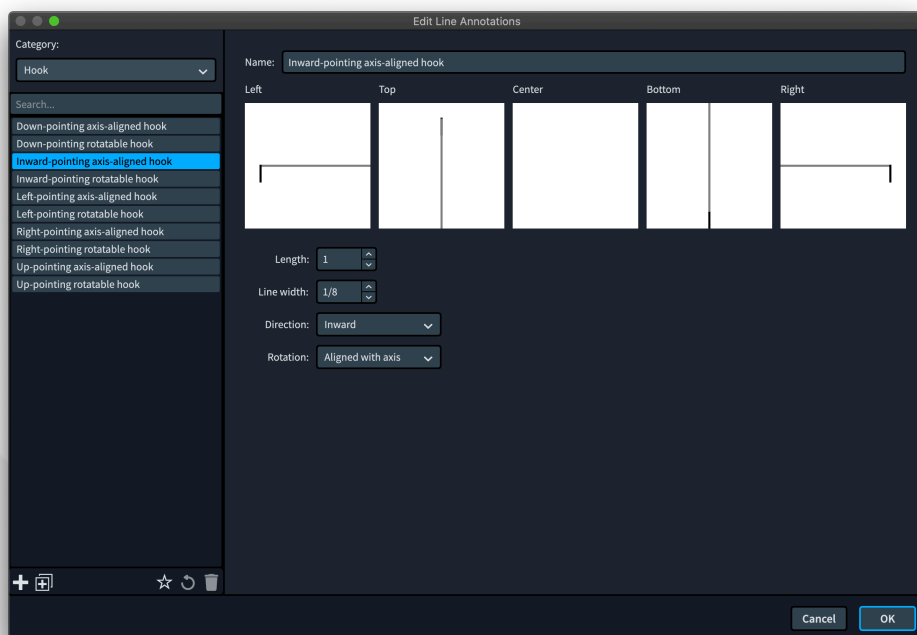 Edit Line Annotations
Category:
Hook
Search...
Down-pointing axis-aligned hook
Down-pointing rotatable hook
Inward-pointing axis-aligned hook
Inward-pointing rotatable hook
Left-pointing axis-aligned hook
Left-pointing rotatable hook
Right-pointing axis-aligned hook
Right-pointing rotatable hook
Up-pointing axis-aligned hook
Up-pointing rotatable hook
Name: Inward-pointing axis-aligned hook
Left Top Center Bottom Right
Length: 1
Line width: 1/8
Direction: Inward
Rotation: Aligned with axis
Cancel OK